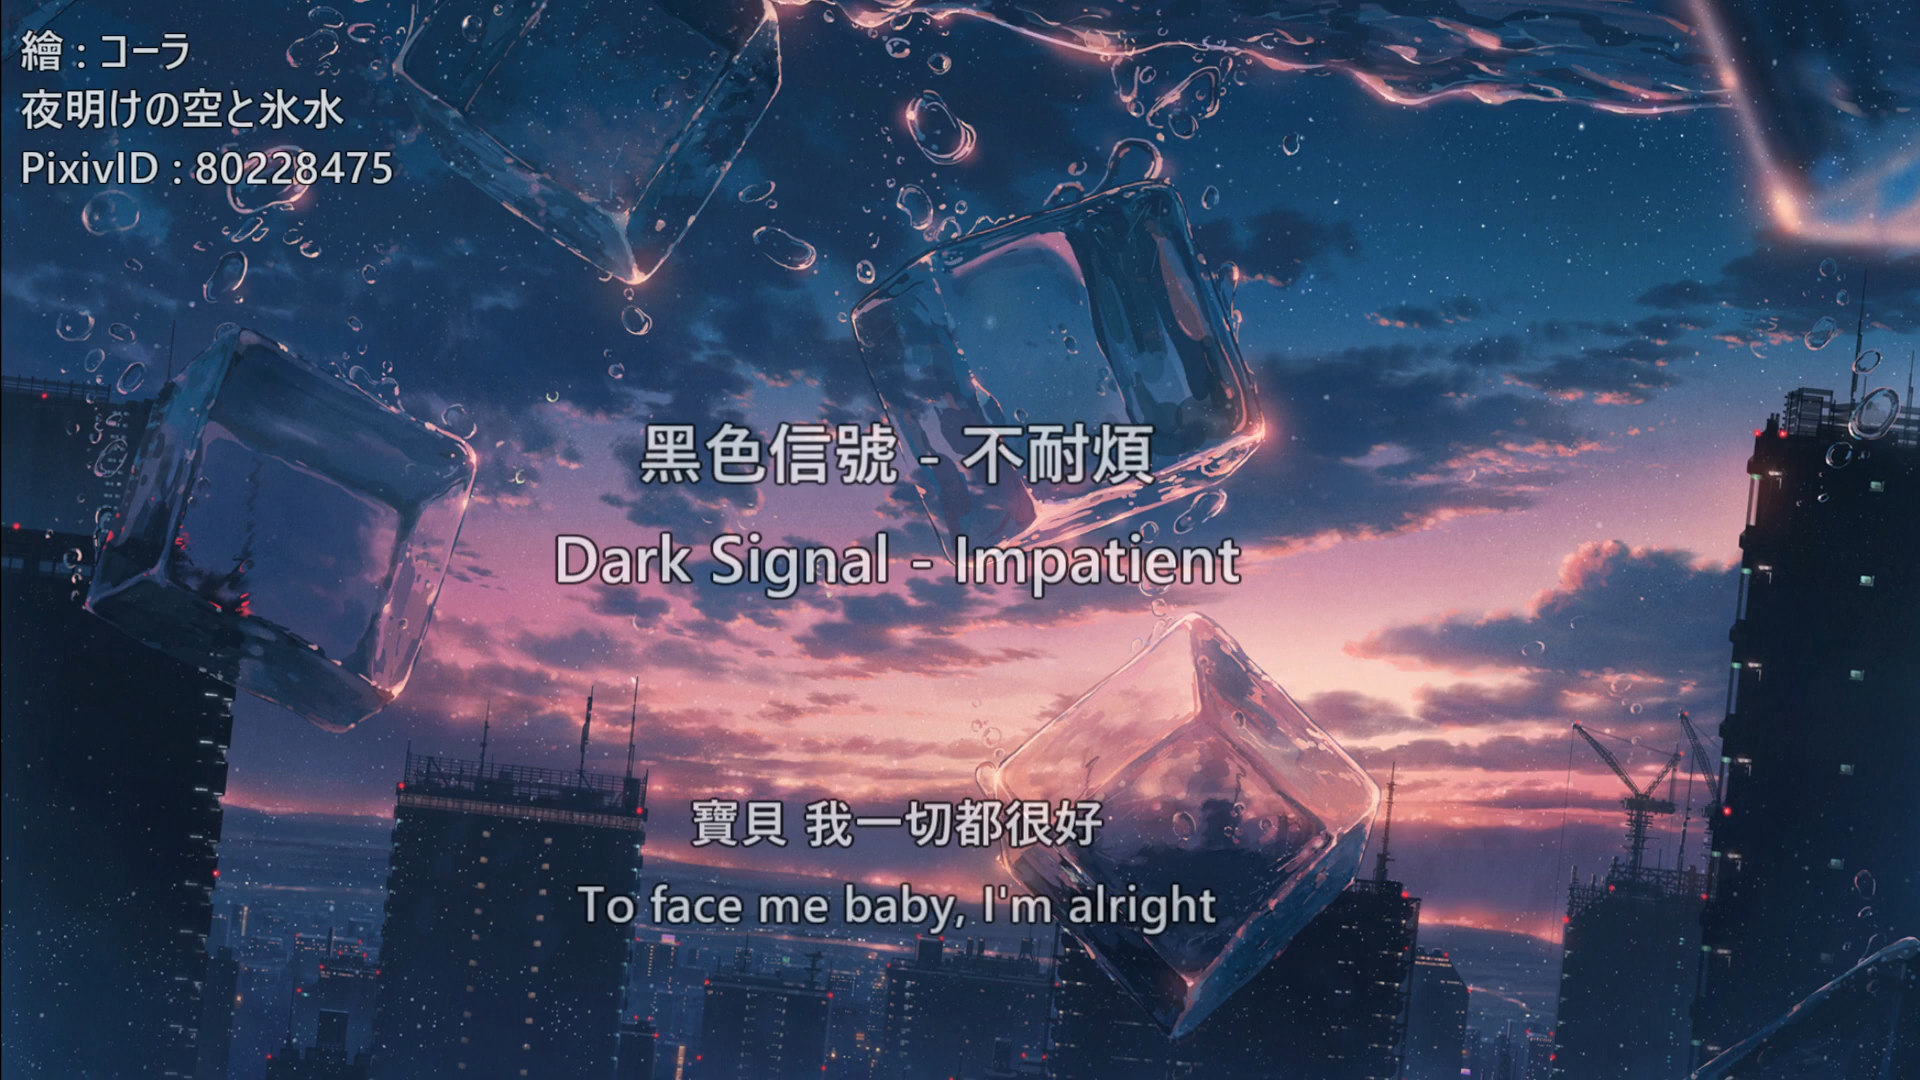 繪 : コーラ
夜明けの空と氷水
PixivID : 80228475
黑色信號 - 不耐煩
Dark Signal - Impatient
寶貝 我一切都很好
To face me baby, I'm alright